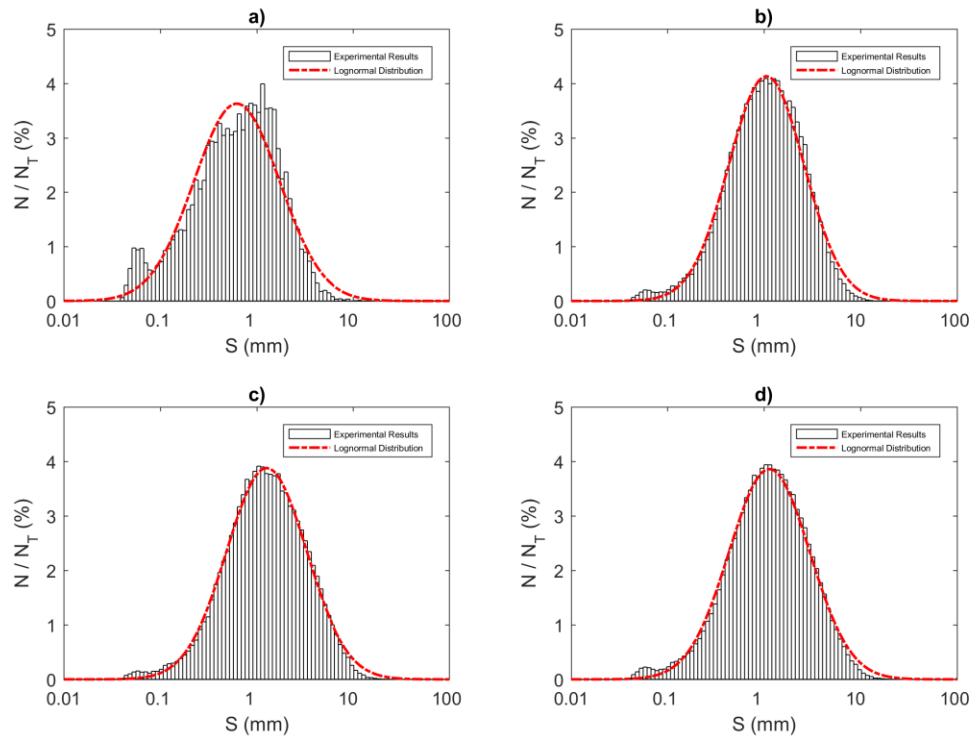 a)
5
4
3
2
1
0
N / N_T (%)
Experimental Results
Lognormal Distribution
0.01 0.1 1 10 100
S (mm)
b)
5
4
3
2
1
0
N / N_T (%)
Experimental Results
Lognormal Distribution
0.01 0.1 1 10 100
S (mm)
c)
5
4
3
2
1
0
N / N_T (%)
Experimental Results
Lognormal Distribution
0.01 0.1 1 10 100
S (mm)
d)
5
4
3
2
1
0
N / N_T (%)
Experimental Results
Lognormal Distribution
0.01 0.1 1 10 100
S (mm)